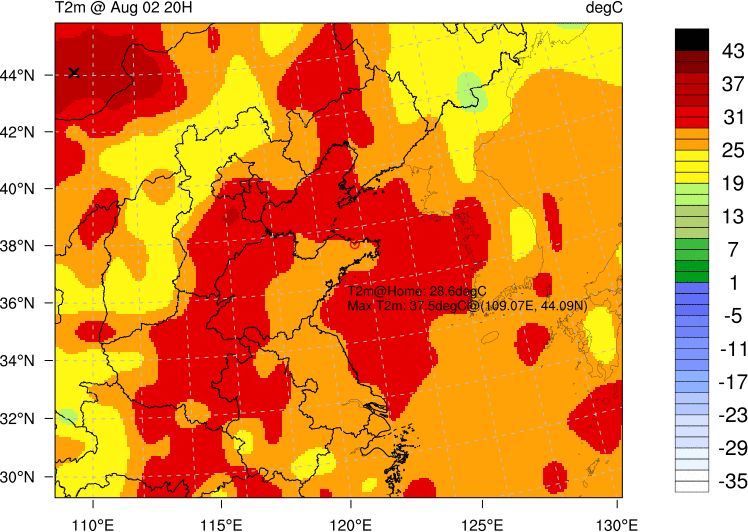 T2m @ Aug 02 20H
degC
44°N
42°N
40°N
38°N
36°N
34°N
32°N
30°N
110°E
115°E
120°E
125°E
130°E
T2m@Home: 28.6degC
Max T2m: 37.5degC@(109.07E, 44.09N)
43
37
31
25
19
13
7
1
-5
-11
-17
-23
-29
-35